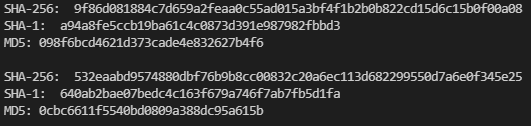 SHA-256:  9f86d081884c7d659a2feaa0c55ad015a3bf4f1b2b0b822cd15d6c15b0f00a08
SHA-1:  a94a8fe5ccb19ba61c4c0873d391e987982fbbd3
MD5: 098f6bcd4621d373cade4e832627b4f6
SHA-256:  532eaabd9574880dbf76b9b8cc00832c20a6ec113d682299550d7a6e0f345e25
SHA-1:  640ab2bae07bedc4c163f679a746f7ab7fb5d1fa
MD5: 0cbc6611f5540bd0809a388dc95a615b